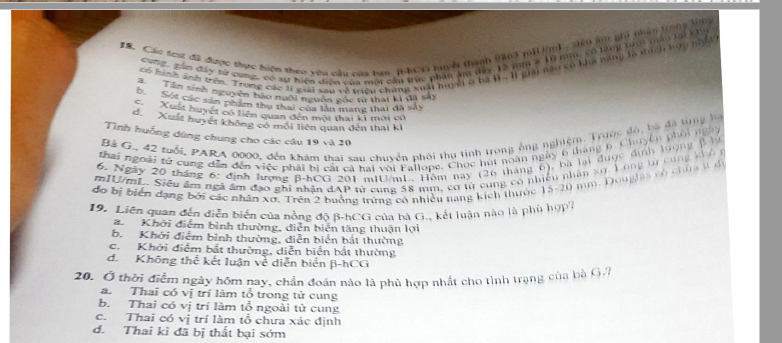 18. Các test đã được thực hiện theo yêu cầu của bạn. β-hCG huyết thanh mIU/mL; siêu âm ghi nhận trong lòng
cung, gần đáy tử cung, có sự hiện diện của một cấu trúc phản âm dày 15 mm x 10 mm, có tăng tưới máu tại
có hình ảnh trên. Trong các lí giải sau về triệu chứng xuất huyết ở bà H., lí giải nào có khả năng là
a. Tân sinh nguyên bào nuôi nguồn gốc từ thai kì đã sẩy
b. Sót các sản phẩm thụ thai của lần mang thai đã sẩy
c. Xuất huyết có liên quan đến một thai kì mới có
d. Xuất huyết không có mối liên quan đến thai kì
Tình huống dùng chung cho các câu 19 và 20
Bà G., 42 tuổi, PARA 0000, đến khám thai sau chuyển phôi thụ tinh trong ống nghiệm. Trước đó, bà đã từng
thai ngoài tử cung dẫn đến việc phải bị cắt cả hai vòi Fallope. Chọc hút noãn ngày 6 tháng 6. Chuyển phôi ngày
6. Ngày 20 tháng 6: định lượng β-hCG 201 mIU/mL. Hôm nay (26 tháng 6), bà lại được định lượng β-
mIU/mL. Siêu âm ngả âm đạo ghi nhận dAP tử cung 58 mm, cơ tử cung có nhiều nhân xơ. Lòng tử cung
do bị biến dạng bởi các nhân xơ. Trên 2 buồng trứng có nhiều nang kích thước 15-20 mm. Douglas có
19. Liên quan đến diễn biến của nồng độ β-hCG của bà G., kết luận nào là phù hợp?
a. Khởi điểm bình thường, diễn biến tăng thuận lợi
b. Khởi điểm bình thường, diễn biến bất thường
c. Khởi điểm bất thường, diễn biến bất thường
d. Không thể kết luận về diễn biến β-hCG
20. Ở thời điểm ngày hôm nay, chẩn đoán nào là phù hợp nhất cho tình trạng của bà G.?
a. Thai có vị trí làm tổ trong tử cung
b. Thai có vị trí làm tổ ngoài tử cung
c. Thai có vị trí làm tổ chưa xác định
d. Thai kì đã bị thất bại sớm